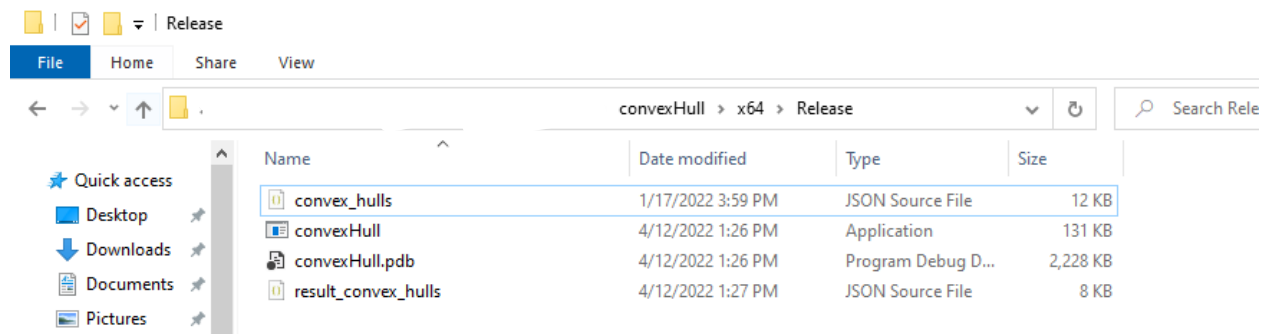 Release
File Home Share View
convexHull > x64 > Release Search Rele
Name Date modified Type Size
Quick access
Desktop
Downloads
Documents
Pictures
convex_hulls 1/17/2022 3:59 PM JSON Source File 12 KB
convexHull 4/12/2022 1:26 PM Application 131 KB
convexHull.pdb 4/12/2022 1:26 PM Program Debug D... 2,228 KB
result_convex_hulls 4/12/2022 1:27 PM JSON Source File 8 KB